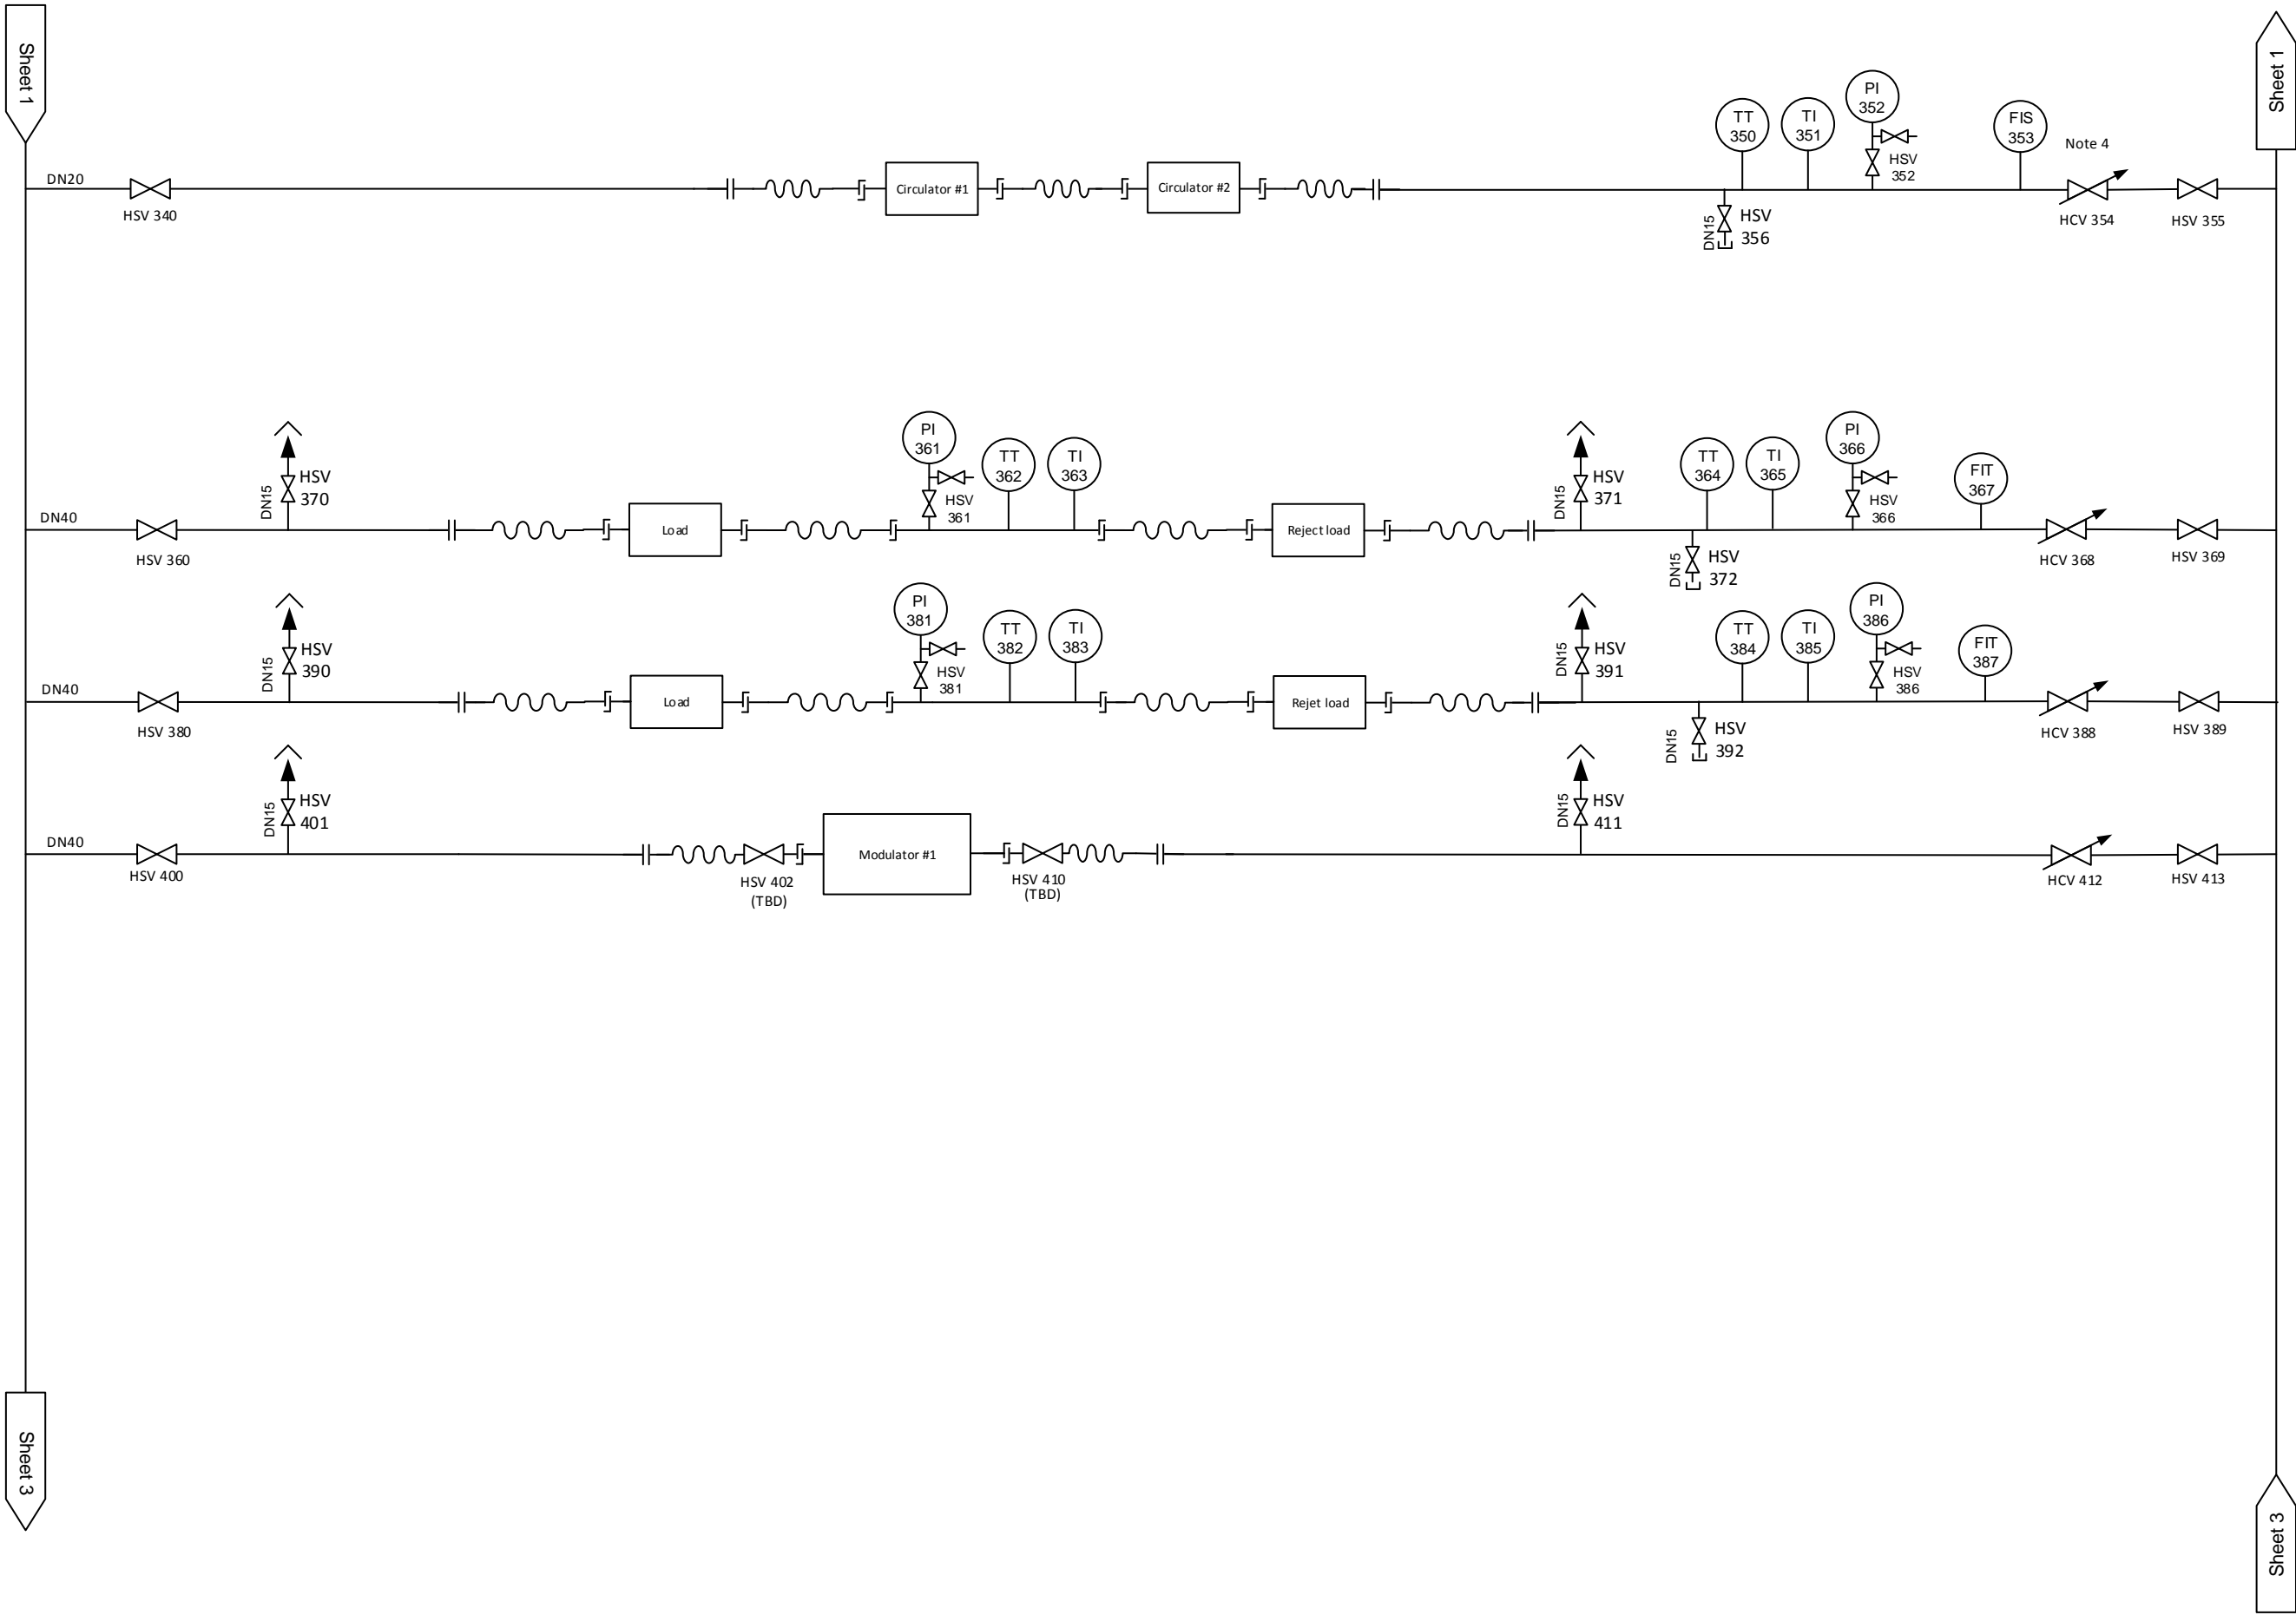 Sheet 1
Sheet 1
TT
350
TI
351
PI
352
HSV
352
FIS
353
Note 4
DN20
HSV 340
Circulator #1
Circulator #2
DN15
HSV
356
HCV 354
HSV 355
DN15
HSV
370
PI
361
HSV
361
TT
362
TI
363
DN15
HSV
371
TT
364
TI
365
PI
366
HSV
366
FIT
367
DN40
HSV 360
Load
Reject load
DN15
HSV
372
HCV 368
HSV 369
DN15
HSV
390
PI
381
HSV
381
TT
382
TI
383
DN15
HSV
391
TT
384
TI
385
PI
386
HSV
386
FIT
387
DN40
HSV 380
Load
Rejet load
DN15
HSV
392
HCV 388
HSV 389
DN15
HSV
401
DN15
HSV
411
DN40
HSV 400
HSV 402
(TBD)
Modulator #1
HSV 410
(TBD)
HCV 412
HSV 413
Sheet 3
Sheet 3